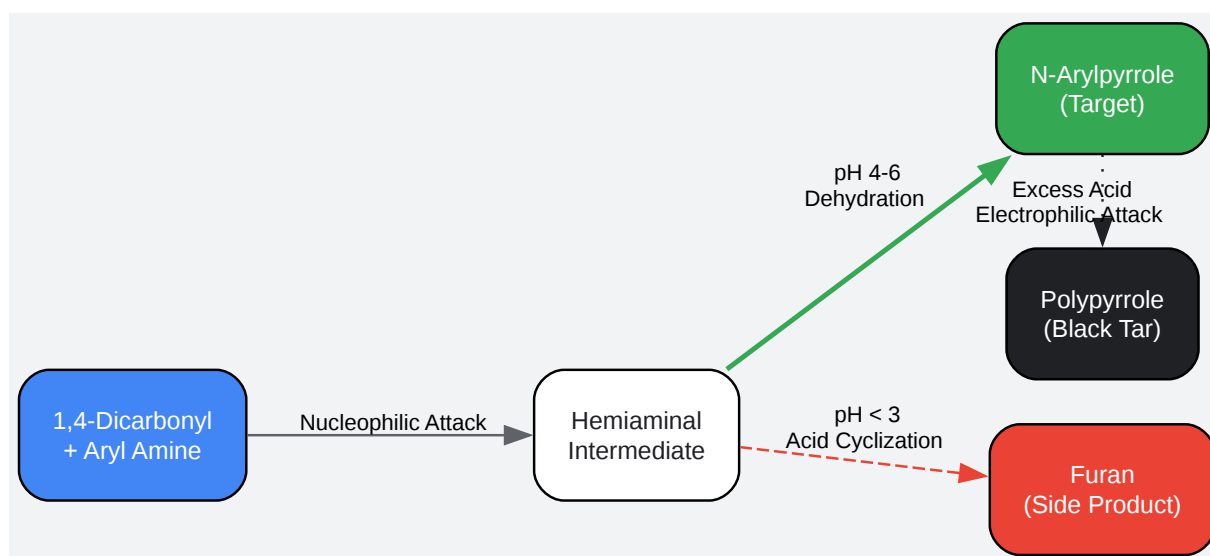 N-Arylpyrrole
(Target)
pH 4-6
Dehydration
Excess Acid
Electrophilic Attack
Polypyrrole
(Black Tar)
1,4-Dicarbonyl
+ Aryl Amine
Nucleophilic Attack
Hemiaminal
Intermediate
pH < 3
Acid Cyclization
Furan
(Side Product)